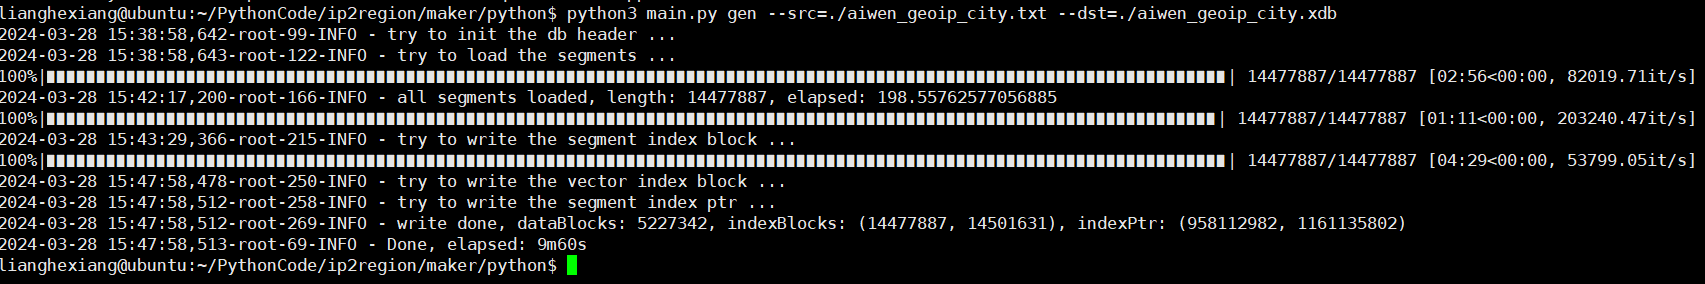 lianghexiang@ubuntu:~/PythonCode/ip2region/maker/python$ python3 main.py gen --src=./aiwen_geoip_city.txt --dst=./aiwen_geoip_city.xdb
2024-03-28 15:38:58,642-root-99-INFO - try to init the db header ...
2024-03-28 15:38:58,643-root-122-INFO - try to load the segments ...
100%| | 14477887/14477887 [02:56<00:00, 82019.71it/s]
2024-03-28 15:42:17,200-root-166-INFO - all segments loaded, length: 14477887, elapsed: 198.55762577056885
100%| | 14477887/14477887 [01:11<00:00, 203240.47it/s]
2024-03-28 15:43:29,366-root-215-INFO - try to write the segment index block ...
100%| | 14477887/14477887 [04:29<00:00, 53799.05it/s]
2024-03-28 15:47:58,478-root-250-INFO - try to write the vector index block ...
2024-03-28 15:47:58,512-root-258-INFO - try to write the segment index ptr ...
2024-03-28 15:47:58,512-root-269-INFO - write done, dataBlocks: 5227342, indexBlocks: (14477887, 14501631), indexPtr: (958112982, 1161135802)
2024-03-28 15:47:58,513-root-69-INFO - Done, elapsed: 9m60s
lianghexiang@ubuntu:~/PythonCode/ip2region/maker/python$